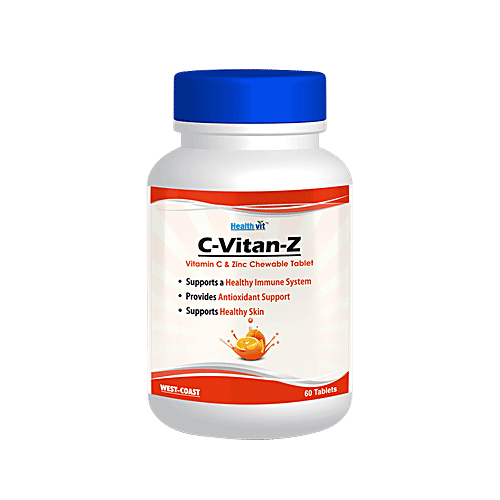 Healthvit™
C-Vitan-Z
Vitamin C & Zinc Chewable Tablet
• Supports a Healthy Immune System
• Provides Antioxidant Support
• Supports Healthy Skin
WEST-COAST
60 Tablets